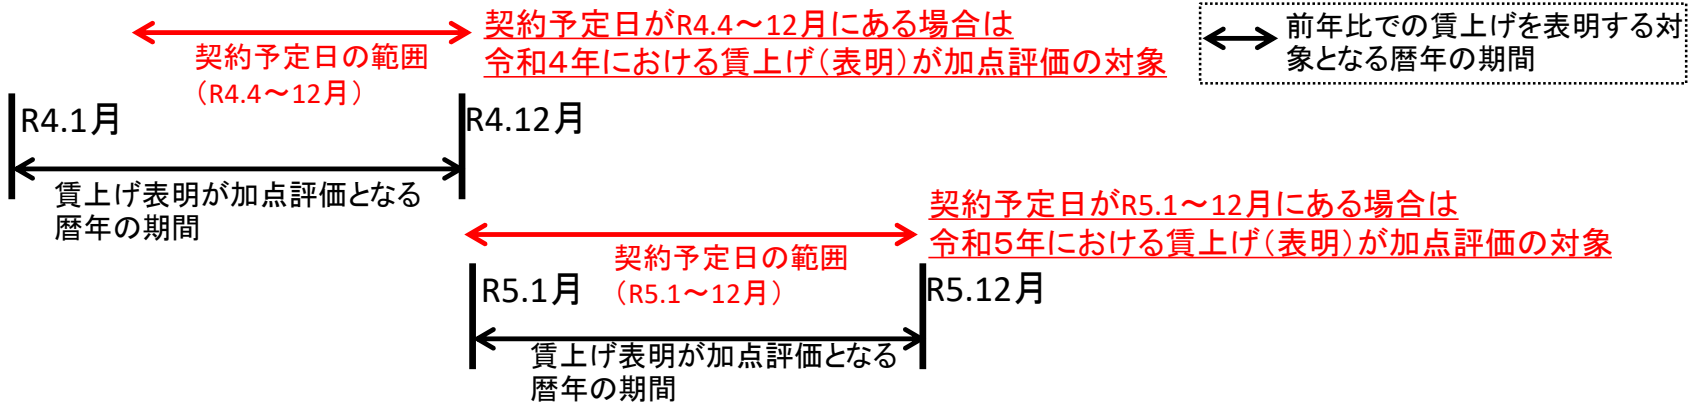 契約予定日がR4.4～12月にある場合は
令和４年における賃上げ（表明）が加点評価の対象
前年比での賃上げを表明する対
象となる暦年の期間
契約予定日の範囲
（R4.4～12月）
R4.1月
R4.12月
賃上げ表明が加点評価となる
暦年の期間
契約予定日がR5.1～12月にある場合は
令和５年における賃上げ（表明）が加点評価の対象
契約予定日の範囲
（R5.1～12月）
R5.1月
R5.12月
賃上げ表明が加点評価となる
暦年の期間